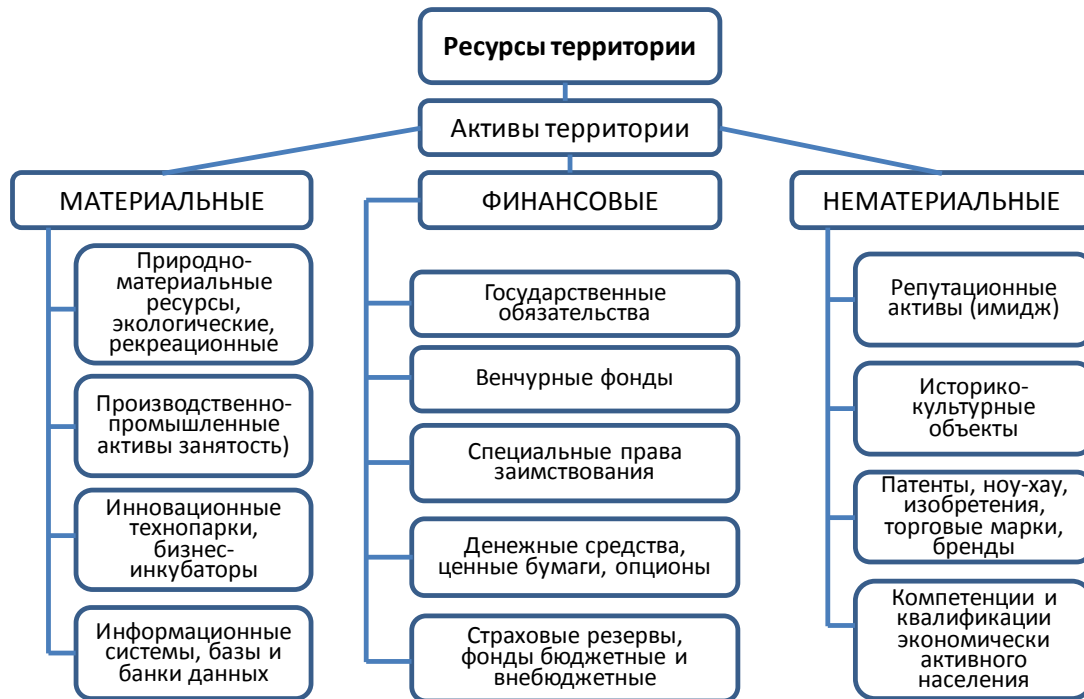 Ресурсы территории
Активы территории
МАТЕРИАЛЬНЫЕ
Природно-
материальные
ресурсы,
экологические,
рекреационные
Производственно-
промышленные
активы занятость)
Инновационные
технопарки,
бизнес-
инкубаторы
Информационные
системы, базы и
банки данных
ФИНАНСОВЫЕ
Государственные
обязательства
Венчурные фонды
Специальные права
заимствования
Денежные средства,
ценные бумаги, опционы
Страховые резервы,
фонды бюджетные и
внебюджетные
НЕМАТЕРИАЛЬНЫЕ
Репутационные
активы (имидж)
Историко-
культурные
объекты
Патенты, ноу-хау,
изобретения,
торговые марки,
бренды
Компетенции и
квалификации
экономически
активного
населения